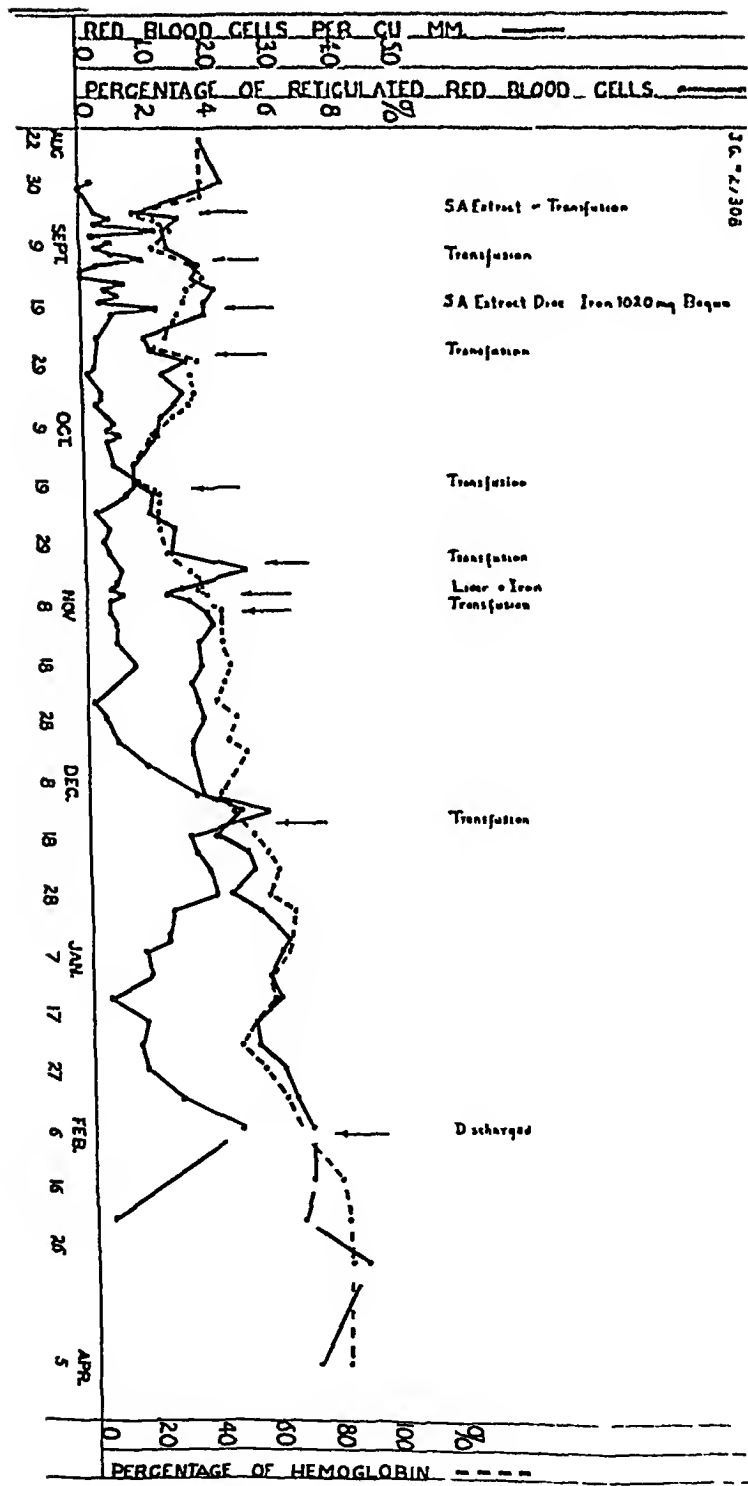 RED BLOOD CELLS PER CU MM.
0 10 20 30 40 50
PERCENTAGE OF RETICULATED RED BLOOD CELLS
0 2 4 6 8 %
AUG
22
30
SEPT.
9
19
29
OCT.
9
19
29
NOV
8
18
28
DEC.
8
18
28
JAN.
7
17
27
FEB.
6
16
26
APR.
5
SA Extract - Transfusion
Transfusion
SA Extract Disc Iron 1020 mg Begun
Transfusion
Transfusion
Transfusion
Liver + Iron
Transfusion
Transfusion
D scharged
0 20 40 60 80 100 %
PERCENTAGE OF HEMOGLOBIN